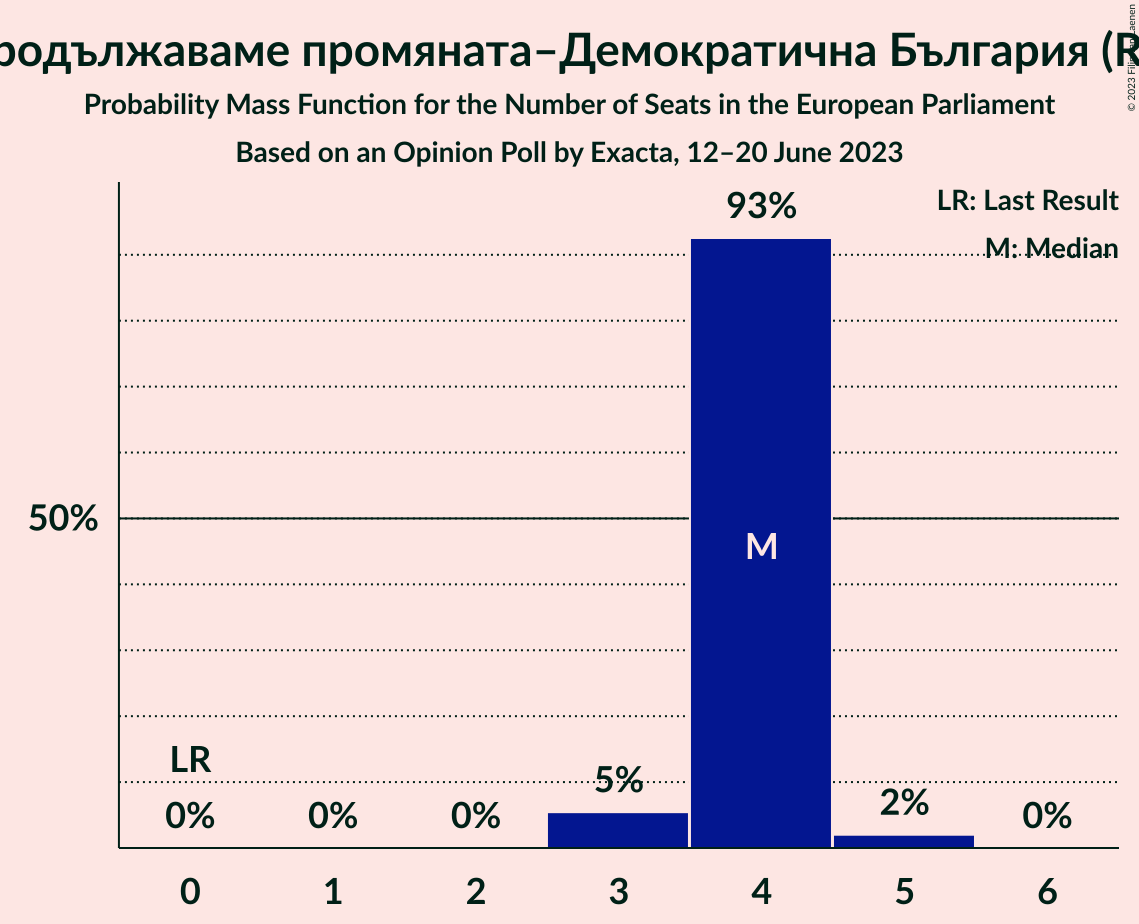 родължаваме промяната–Демократична България (R
Probability Mass Function for the Number of Seats in the European Parliament
Based on an Opinion Poll by Exacta, 12–20 June 2023
LR: Last Result
M: Median
93%
50%
M
LR
0%
0%
0%
5%
2%
0%
0
1
2
3
4
5
6